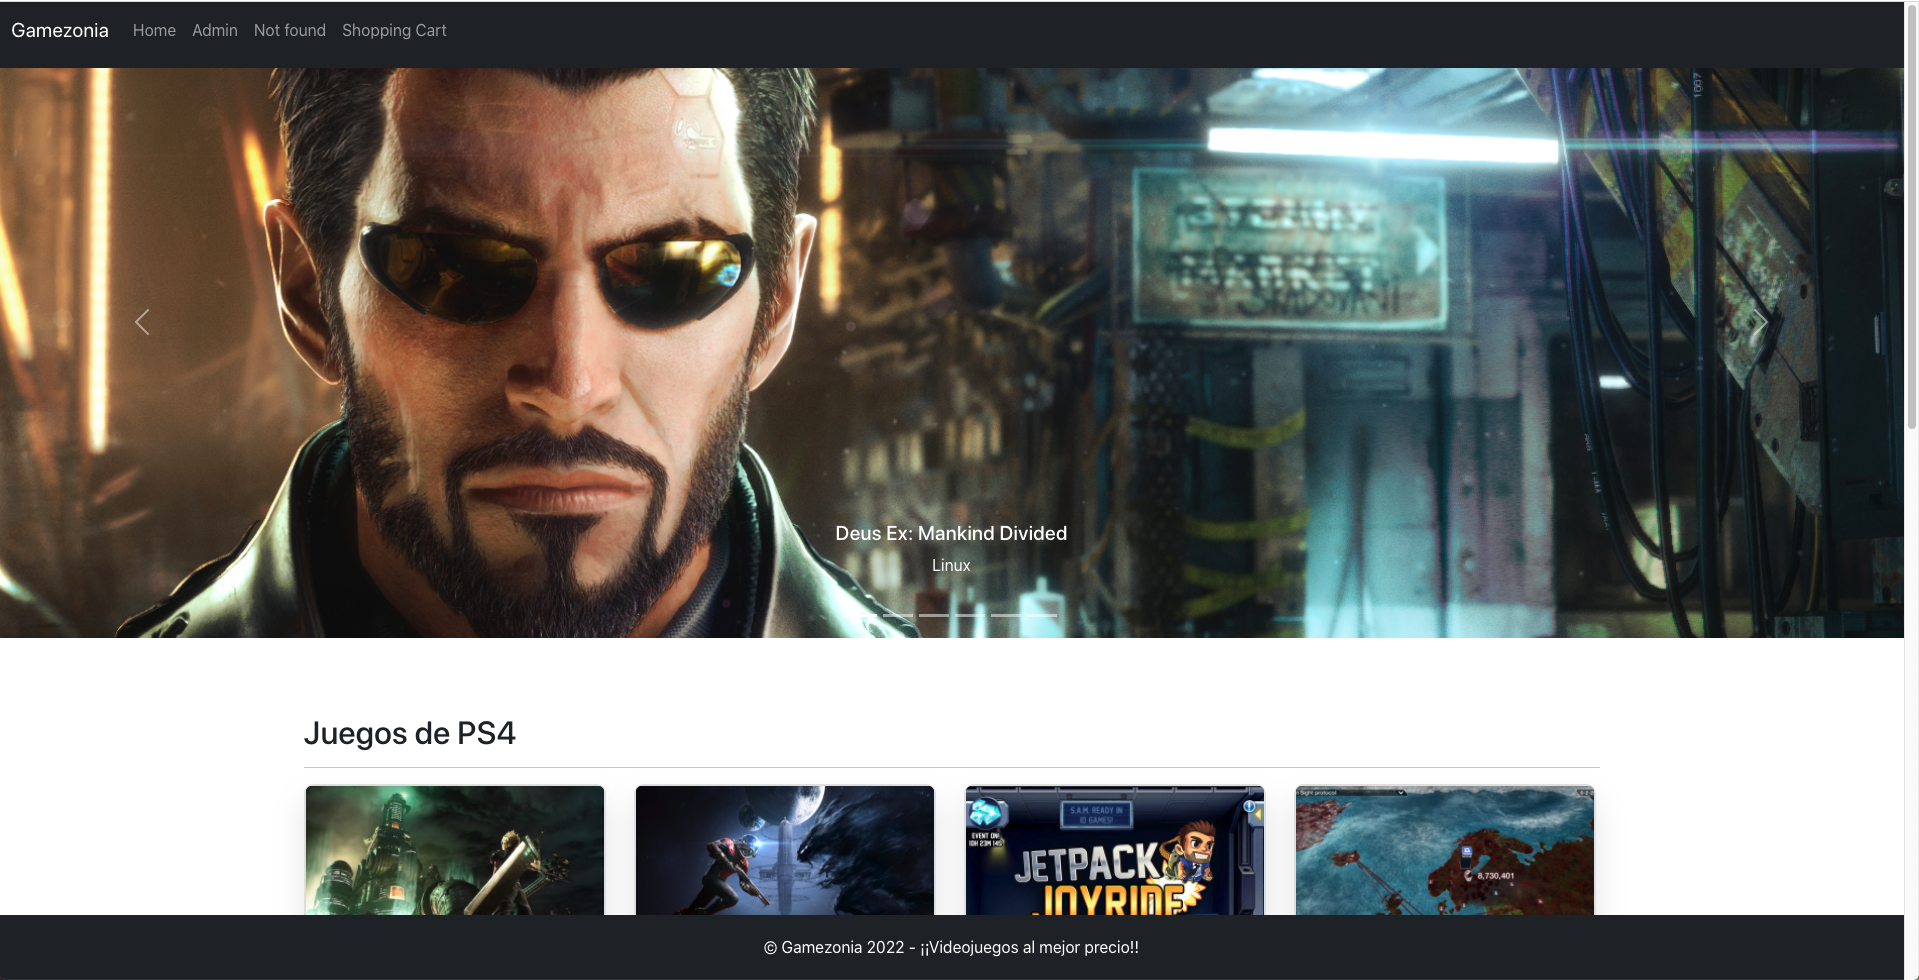 Gamezonia Home Admin Not found Shopping Cart
1667
Deus Ex: Mankind Divided
Linux
Juegos de PS4
S.A.M. READY IN
10 GAMES!
EVENT ON!
10H 23M 14S
JETPACK
JOYRIDE
8,730,401
© Gamezonia 2022 - ¡¡Videojuegos al mejor precio!!